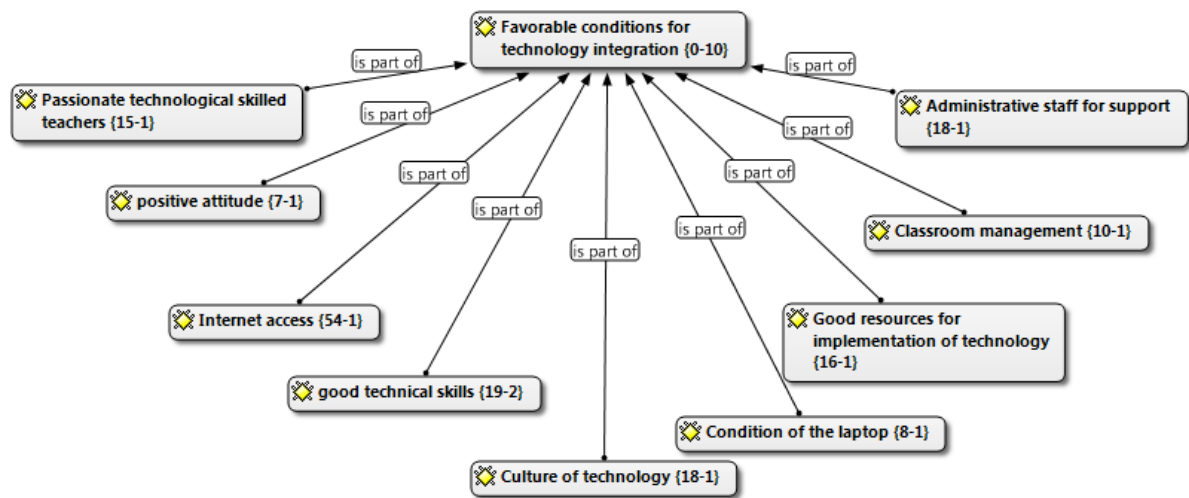 Favorable conditions for
technology integration {0-10}
is part of
is part of
Passionate technological skilled
teachers {15-1}
Administrative staff for support
{18-1}
is part of
is part of
is part of
is part of
positive attitude {7-1}
is part of
is part of
Classroom management {10-1}
is part of
Internet access {54-1}
Good resources for
implementation of technology
{16-1}
good technical skills {19-2}
Condition of the laptop {8-1}
Culture of technology {18-1}